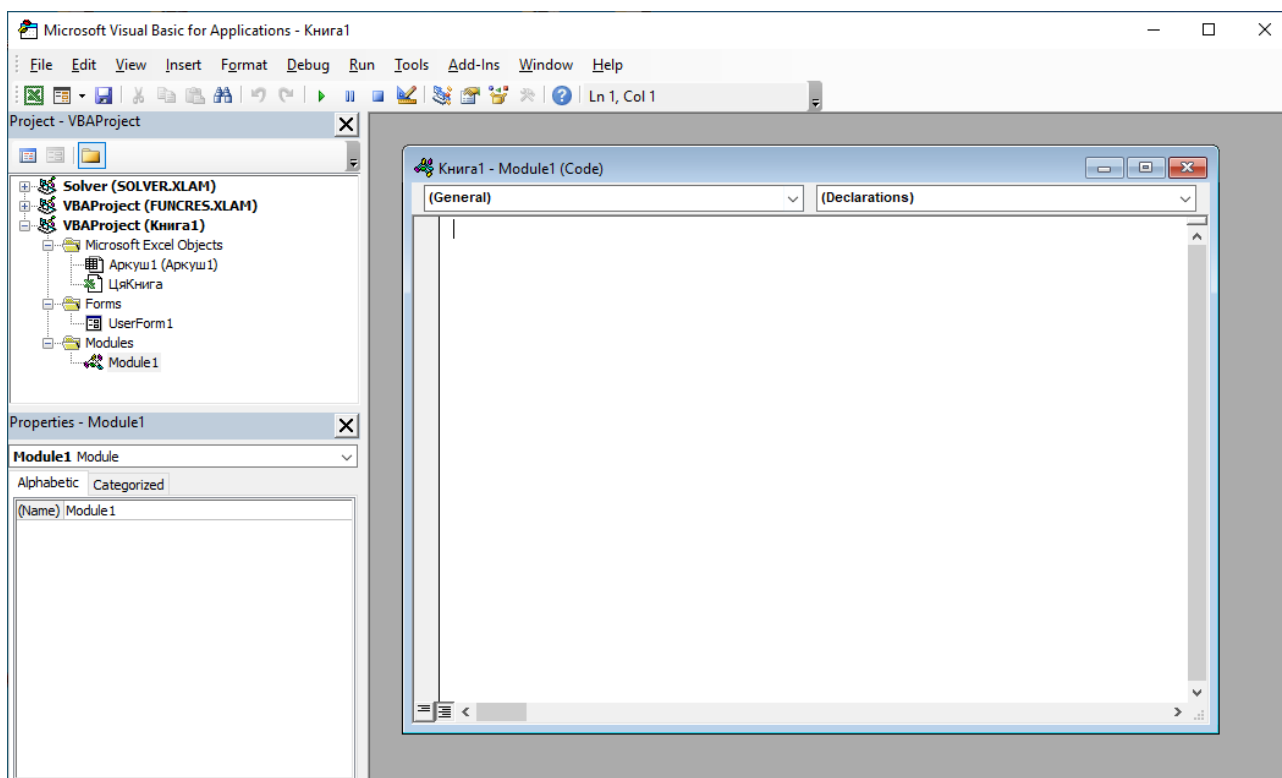 Microsoft Visual Basic for Applications - Книга1
File Edit View Insert Format Debug Run Tools Add-Ins Window Help
Ln 1, Col 1
Project - VBAProject
Solver (SOLVER.XLAM)
VBAProject (FUNCRES.XLAM)
VBAProject (Книга1)
Microsoft Excel Objects
Аркуш1 (Аркуш1)
ЦяКнига
Forms
UserForm1
Modules
Module1
Properties - Module1
Module1 Module
Alphabetic Categorized
(Name) Module1
Книга1 - Module1 (Code)
(General) (Declarations)